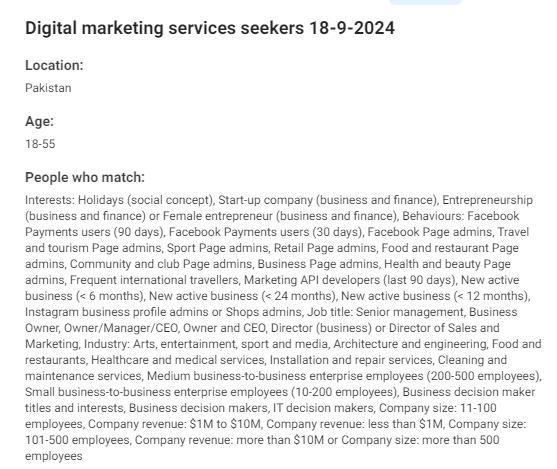 Digital marketing services seekers 18-9-2024
Location:
Pakistan
Age:
18-55
People who match:
Interests: Holidays (social concept), Start-up company (business and finance), Entrepreneurship
(business and finance) or Female entrepreneur (business and finance), Behaviours: Facebook
Payments users (90 days), Facebook Payments users (30 days), Facebook Page admins, Travel
and tourism Page admins, Sport Page admins, Retail Page admins, Food and restaurant Page
admins, Community and club Page admins, Business Page admins, Health and beauty Page
admins, Frequent international travellers, Marketing API developers (last 90 days), New active
business (< 6 months), New active business (< 24 months), New active business (< 12 months),
Instagram business profile admins or Shops admins, Job title: Senior management, Business
Owner, Owner/Manager/CEO, Owner and CEO, Director (business) or Director of Sales and
Marketing, Industry: Arts, entertainment, sport and media, Architecture and engineering, Food and
restaurants, Healthcare and medical services, Installation and repair services, Cleaning and
maintenance services, Medium business-to-business enterprise employees (200-500 employees),
Small business-to-business enterprise employees (10-200 employees), Business decision maker
titles and interests, Business decision makers, IT decision makers, Company size: 11-100
employees, Company revenue: $1M to $10M, Company revenue: less than $1M, Company size:
101-500 employees, Company revenue: more than $10M or Company size: more than 500
employees